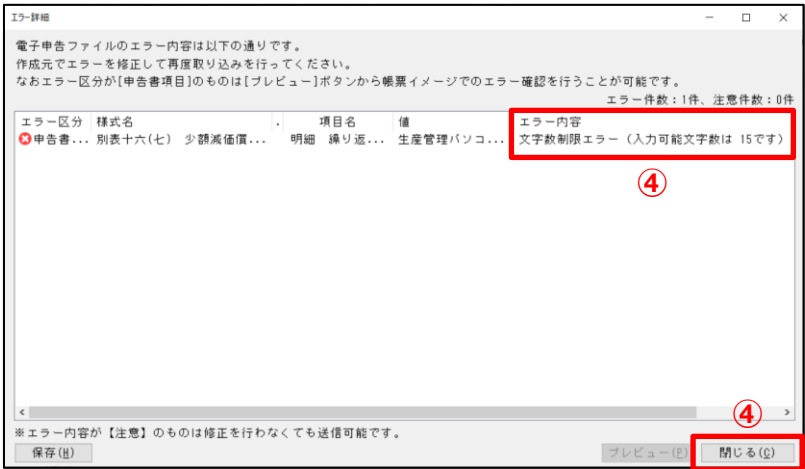 エラー詳細
電子申告ファイルのエラー内容は以下の通りです。
作成元でエラーを修正して再度取り込みを行ってください。
なおエラー区分が[申告書項目]のものは[プレビュー]ボタンから帳票イメージでのエラー確認を行うことが可能です。
エラー件数：1件、注意件数：0件
エラー区分 様式名 . 項目名 値 エラー内容
申告書... 別表十六(七) 少額減価償... 明細 繰り返... 生産管理パソコ... 文字数制限エラー（入力可能文字数は 15です）
④
④
※エラー内容が【注意】のものは修正を行わなくても送信可能です。
保存(H) プレビュー(P) 閉じる(C)